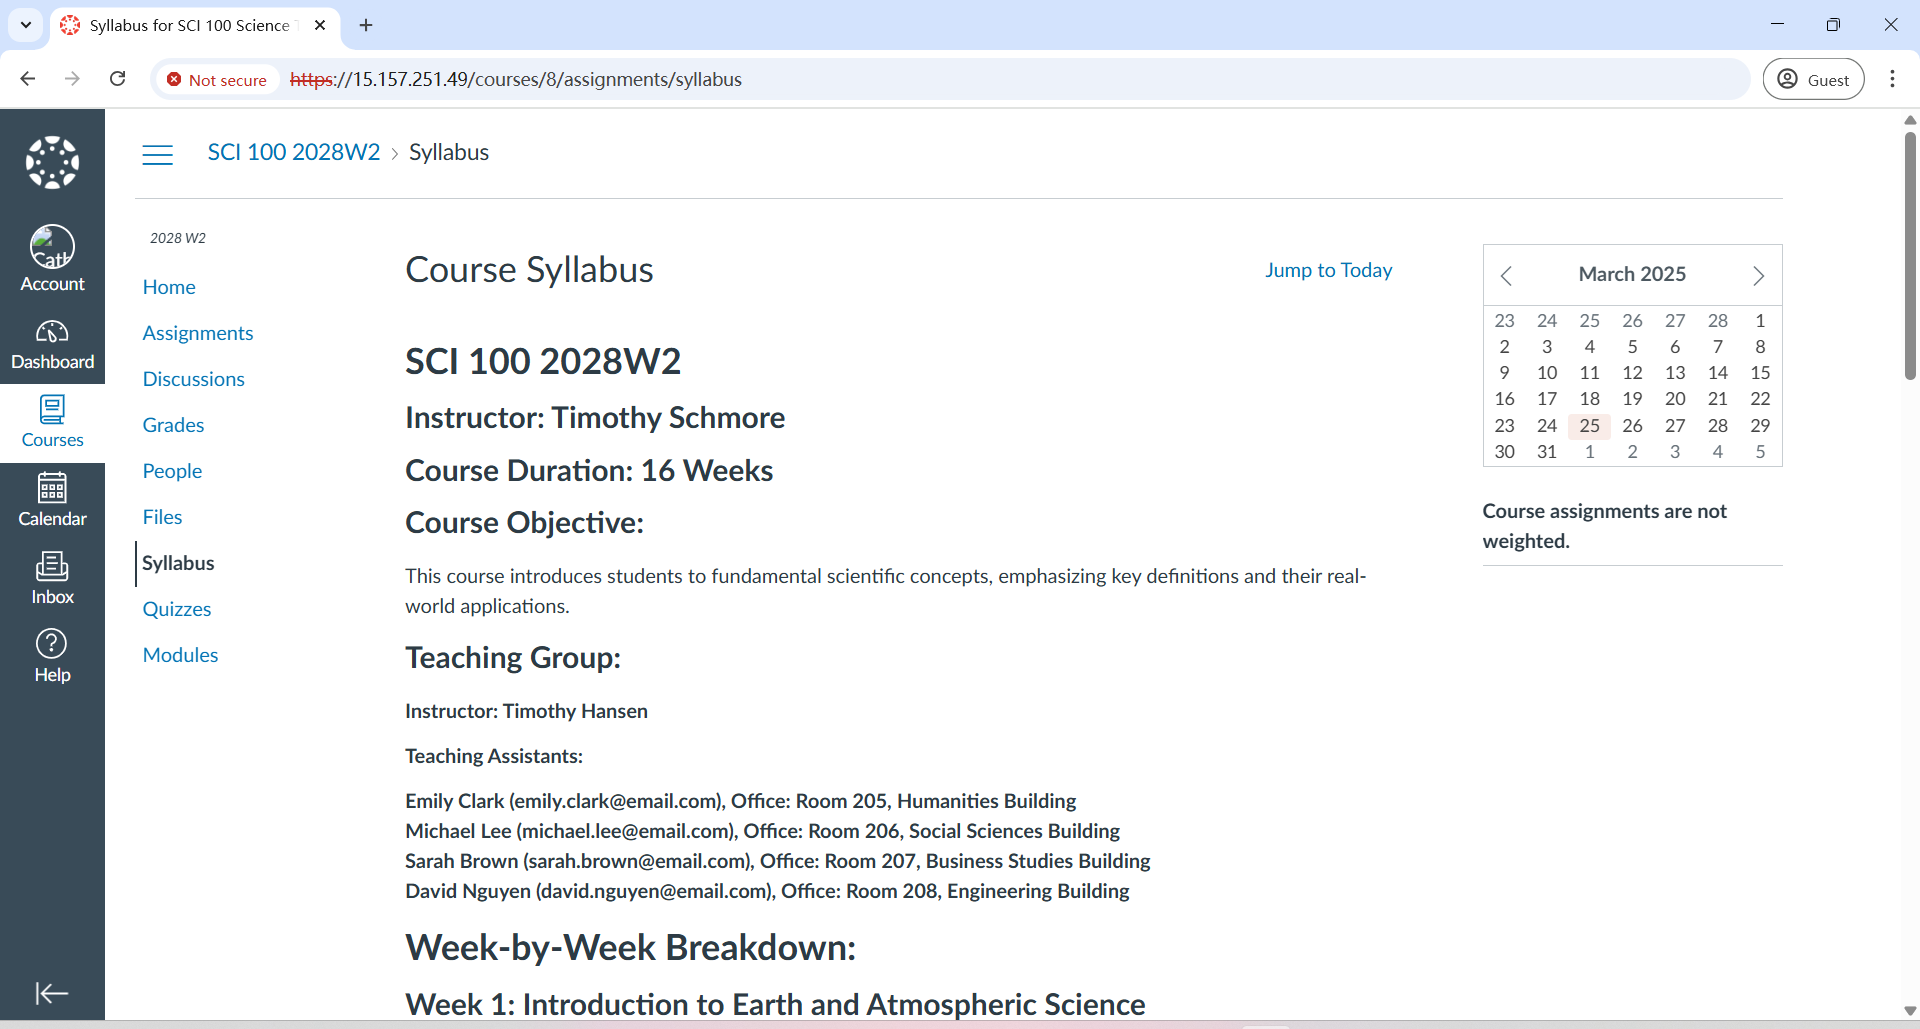 Syllabus for SCI 100 Science
Not secure
https://15.157.251.49/courses/8/assignments/syllabus
Guest
Cath
Account
Dashboard
Courses
Calendar
Inbox
Help
SCI 100 2028W2 › Syllabus
2028 W2
Home
Assignments
Discussions
Grades
People
Files
Syllabus
Quizzes
Modules
Course Syllabus
Jump to Today
SCI 100 2028W2
Instructor: Timothy Schmore
Course Duration: 16 Weeks
Course Objective:
This course introduces students to fundamental scientific concepts, emphasizing key definitions and their real-
world applications.
Teaching Group:
Instructor: Timothy Hansen
Teaching Assistants:
Emily Clark (emily.clark@email.com), Office: Room 205, Humanities Building
Michael Lee (michael.lee@email.com), Office: Room 206, Social Sciences Building
Sarah Brown (sarah.brown@email.com), Office: Room 207, Business Studies Building
David Nguyen (david.nguyen@email.com), Office: Room 208, Engineering Building
Week-by-Week Breakdown:
Week 1: Introduction to Earth and Atmospheric Science
March 2025
23 24 25 26 27 28 1
2 3 4 5 6 7 8
9 10 11 12 13 14 15
16 17 18 19 20 21 22
23 24 25 26 27 28 29
30 31 1 2 3 4 5
Course assignments are not
weighted.